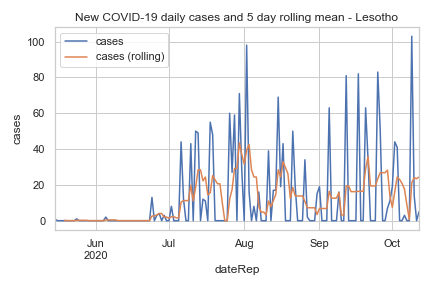 New COVID-19 daily cases and 5 day rolling mean - Lesotho
cases
cases (rolling)
100
80
60
40
20
0
cases
Jun
2020
Jul
Aug
Sep
Oct
dateRep